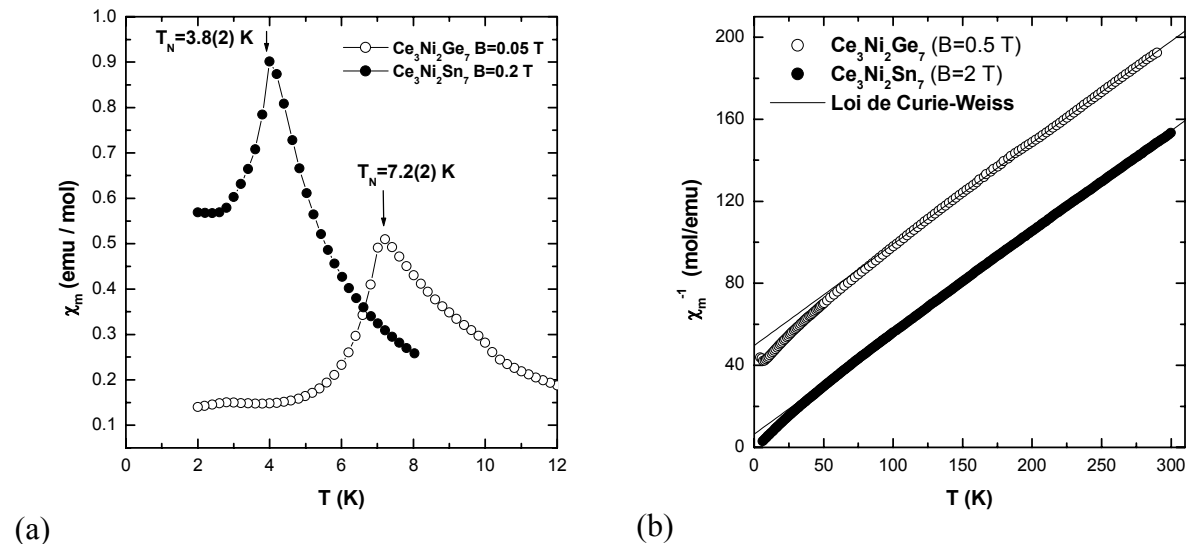 T_N=3.8(2) K
Ce₃Ni₂Ge₇ B=0.05 T
Ce₃Ni₂Sn₇ B=0.2 T
T_N=7.2(2) K
1.0
0.9
0.8
0.7
0.6
0.5
0.4
0.3
0.2
0.1
χₘ (emu / mol)
0 2 4 6 8 10 12
T (K)
(a)
Ce₃Ni₂Ge₇ (B=0.5 T)
Ce₃Ni₂Sn₇ (B=2 T)
Loi de Curie-Weiss
200
160
120
80
40
0
χₘ⁻¹ (mol/emu)
0 50 100 150 200 250 300
T (K)
(b)